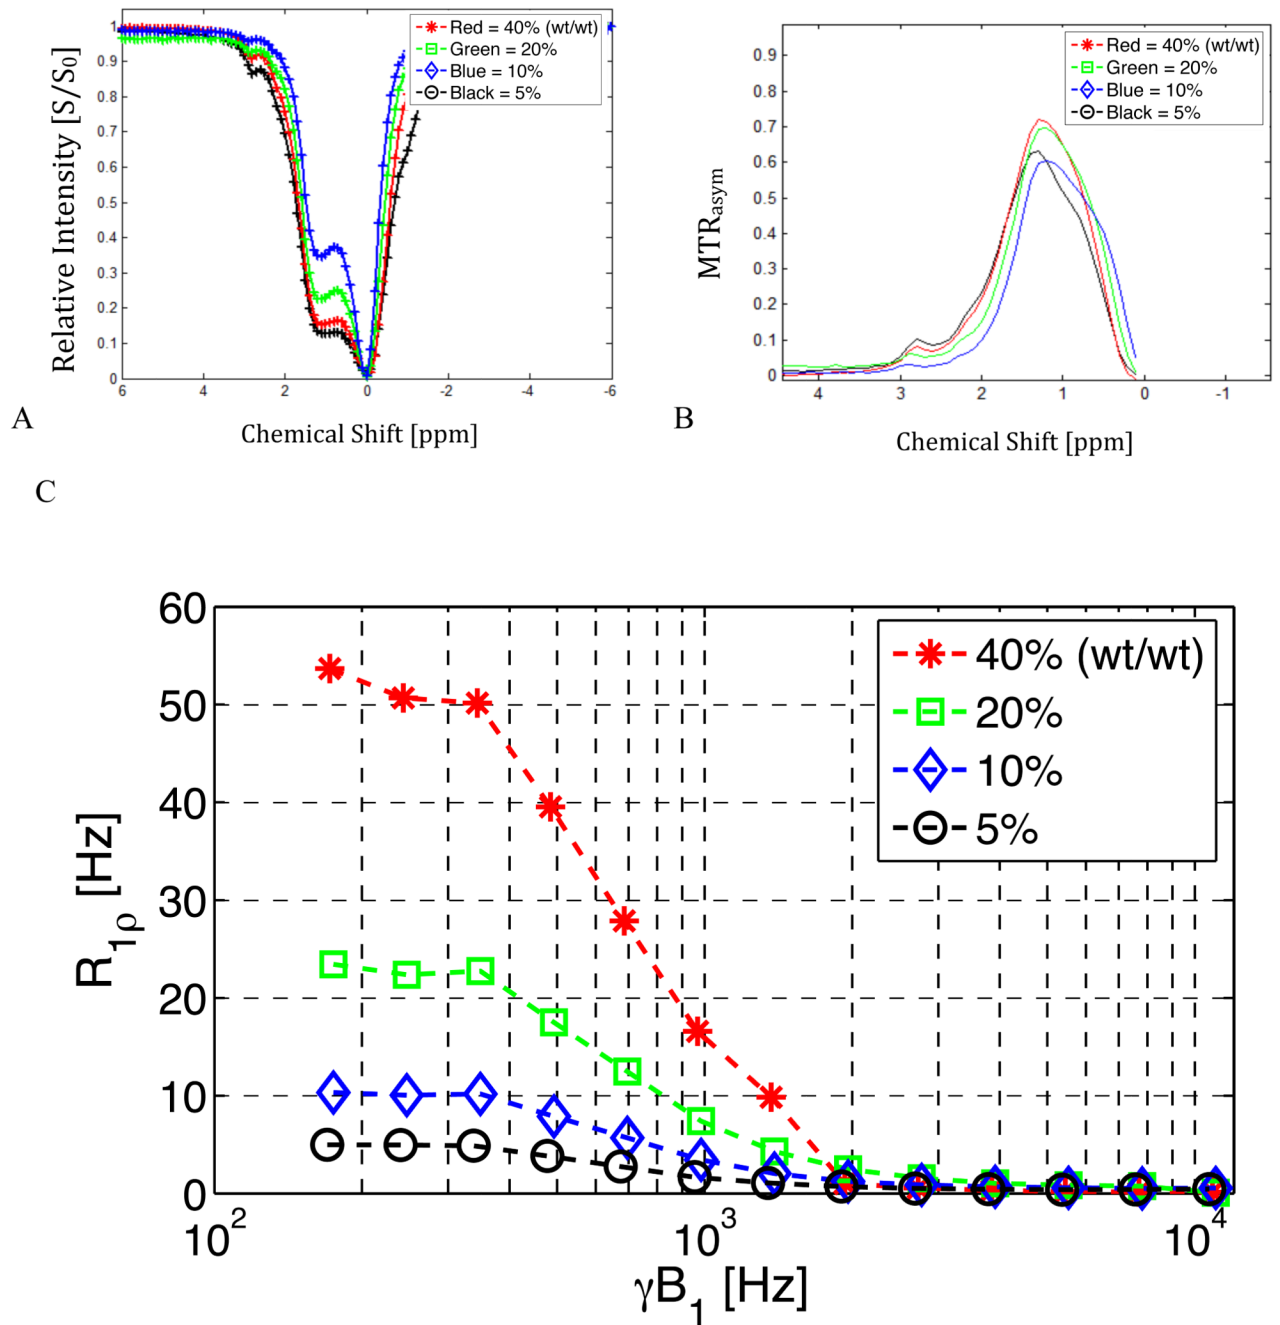 Relative Intensity [S/S0]
1
0.9
0.8
0.7
0.6
0.5
0.4
0.3
0.2
0.1
0
6
4
2
0
-2
-4
-6
Chemical Shift [ppm]
Red = 40% (wt/wt)
Green = 20%
Blue = 10%
Black = 5%
A
MTRasym
0.9
0.8
0.7
0.6
0.5
0.4
0.3
0.2
0.1
0
4
3
2
1
0
-1
Chemical Shift [ppm]
Red = 40% (wt/wt)
Green = 20%
Blue = 10%
Black = 5%
B
C
R1ρ [Hz]
60
50
40
30
20
10
0
10^2
10^3
10^4
γB1 [Hz]
40% (wt/wt)
20%
10%
5%